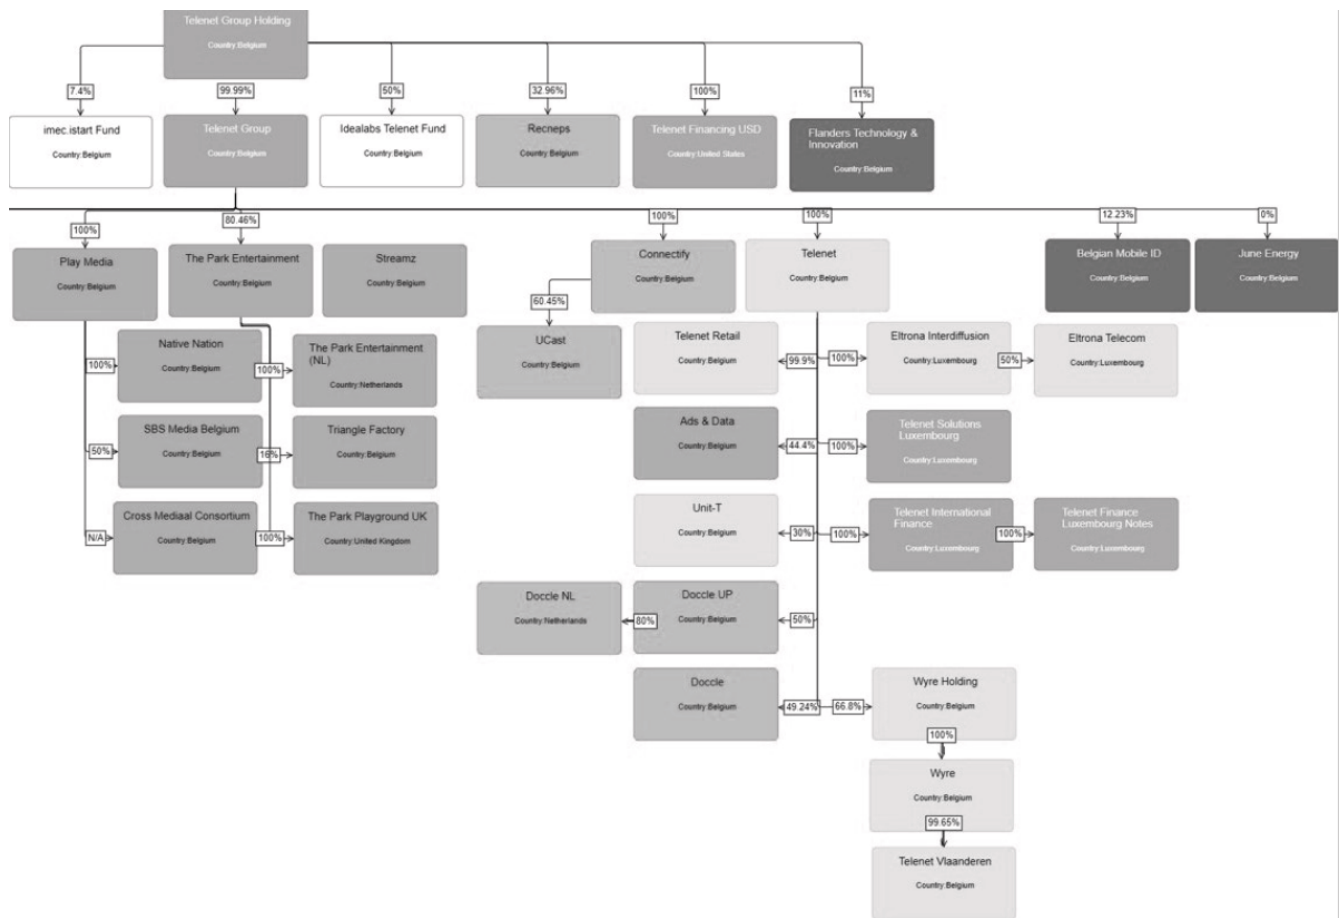 Telenet Group Holding
Country:Belgium
7.4%
99.99%
50%
32.96%
100%
11%
imec.istart Fund
Country:Belgium
Telenet Group
Country:Belgium
Idealabs Telenet Fund
Country:Belgium
Recneps
Country:Belgium
Telenet Financing USD
Country:United States
Flanders Technology &
Innovation
Country:Belgium
100%
80.46%
100%
100%
12.23%
0%
Play Media
Country:Belgium
The Park Entertainment
Country:Belgium
Streamz
Country:Belgium
Connectify
Country:Belgium
Telenet
Country:Belgium
Belgian Mobile ID
Country:Belgium
June Energy
Country:Belgium
60.45%
UCast
Country:Belgium
Native Nation
Country:Belgium
100%
The Park Entertainment
(NL)
Country:Netherlands
100%
Telenet Retail
Country:Belgium
99.9%
100%
Eltrona Interdiffusion
Country:Luxembourg
50%
Eltrona Telecom
Country:Luxembourg
SBS Media Belgium
Country:Belgium
50%
16%
Triangle Factory
Country:Belgium
Ads & Data
Country:Belgium
44.4%
100%
Telenet Solutions
Luxembourg
Country:Luxembourg
Cross Mediaal Consortium
Country:Belgium
N/A
100%
The Park Playground UK
Country:United Kingdom
Unit-T
Country:Belgium
30%
100%
Telenet International
Finance
Country:Luxembourg
100%
Telenet Finance
Luxembourg Notes
Country:Luxembourg
Doccle NL
Country:Netherlands
80%
Doccle UP
Country:Belgium
50%
Doccle
Country:Belgium
49.24%
66.8%
Wyre Holding
Country:Belgium
100%
Wyre
Country:Belgium
99.65%
Telenet Vlaanderen
Country:Belgium